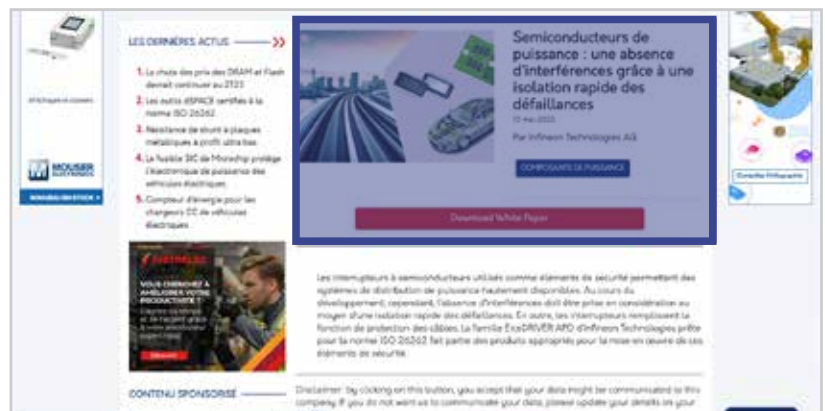 MOUSER
ELECTRONICS
LES DERNIÈRES ACTUS
1. La chute des prix des DRAM et Flash
devrait continuer au 2T23
2. Les outils dSPACE certifiés à la
norme ISO 26262
3. Résistance de shunt à plaques
métalliques à profil ultra bas
4. Le fusible SIC de Microchip protège
l'électronique de puissance des
véhicules électriques
5. Compteur d'énergie pour les
chargeurs CC de véhicules
électriques
VOUS CHERCHEZ À
AMÉLIORER VOTRE
PRODUCTIVITÉ ?
CONTENU SPONSORISÉ
Semiconducteurs de
puissance : une absence
d'interférences grâce à une
isolation rapide des
défaillances
Par Infineon Technologies AG
COMPOSANTS DE PUISSANCE
Download White Paper
Les interrupteurs à semiconducteurs utilisés comme éléments de sécurité permettent des
systèmes de distribution de puissance hautement disponibles. Au cours du
développement, cependant, l'absence d'interférences doit être prise en considération au
moyen d'une isolation rapide des défaillances. En outre, les interrupteurs remplissent la
fonction de protection des câbles. La famille EiceDRIVER APD d'Infineon Technologies prête
pour la norme ISO 26262 fait partie des produits appropriés pour la mise en œuvre de ces
éléments de sécurité.
Disclaimer: by clicking on this button, you accept that your data might be communicated to this
company. If you do not want us to communicate your data, please update your details on your
Consultez l'infographie